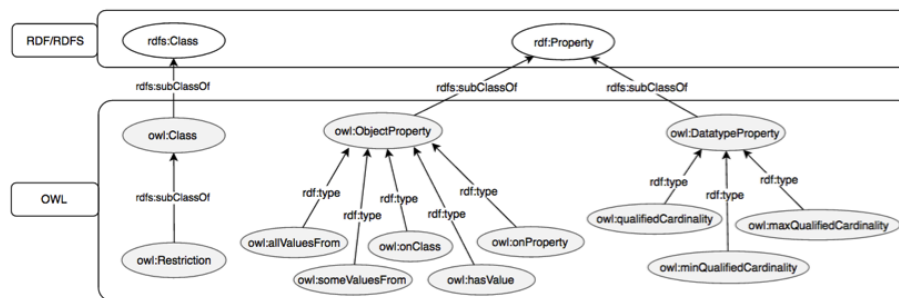 RDF/RDFS
rdfs:Class
rdf:Property
rdfs:subClassOf
rdfs:subClassOf
rdfs:subClassOf
OWL
owl:Class
owl:ObjectProperty
owl:DatatypeProperty
rdfs:subClassOf
rdf:type
rdf:type
rdf:type
rdf:type
rdf:type
rdf:type
rdf:type
rdf:type
owl:Restriction
owl:allValuesFrom
owl:someValuesFrom
owl:onClass
owl:hasValue
owl:onProperty
owl:qualifiedCardinality
owl:minQualifiedCardinality
owl:maxQualifiedCardinality